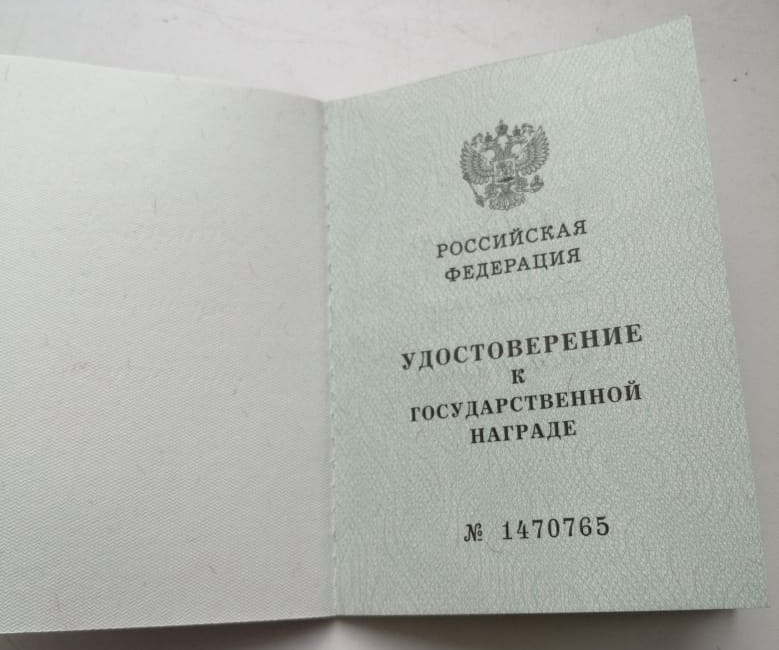 РОССИЙСКАЯ
ФЕДЕРАЦИЯ
УДОСТОВЕРЕНИЕ
К
ГОСУДАРСТВЕННОЙ
НАГРАДЕ
№ 1470765